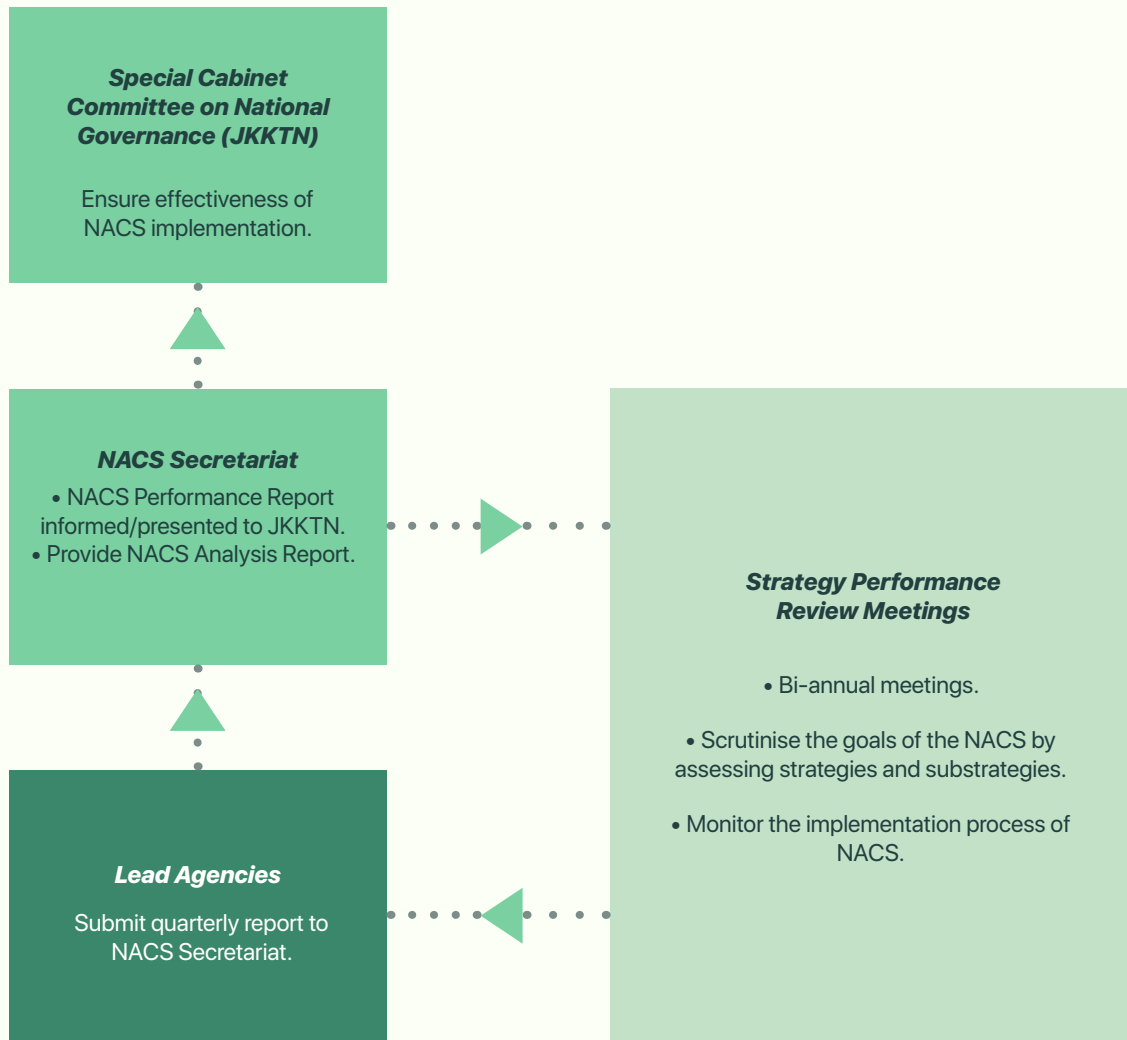 Special Cabinet
Committee on National
Governance (JKKTN)
Ensure effectiveness of
NACS implementation.
NACS Secretariat
• NACS Performance Report
informed/presented to JKKTN.
• Provide NACS Analysis Report.
Strategy Performance
Review Meetings
• Bi-annual meetings.
• Scrutinise the goals of the NACS by
assessing strategies and substrategies.
• Monitor the implementation process of
NACS.
Lead Agencies
Submit quarterly report to
NACS Secretariat.